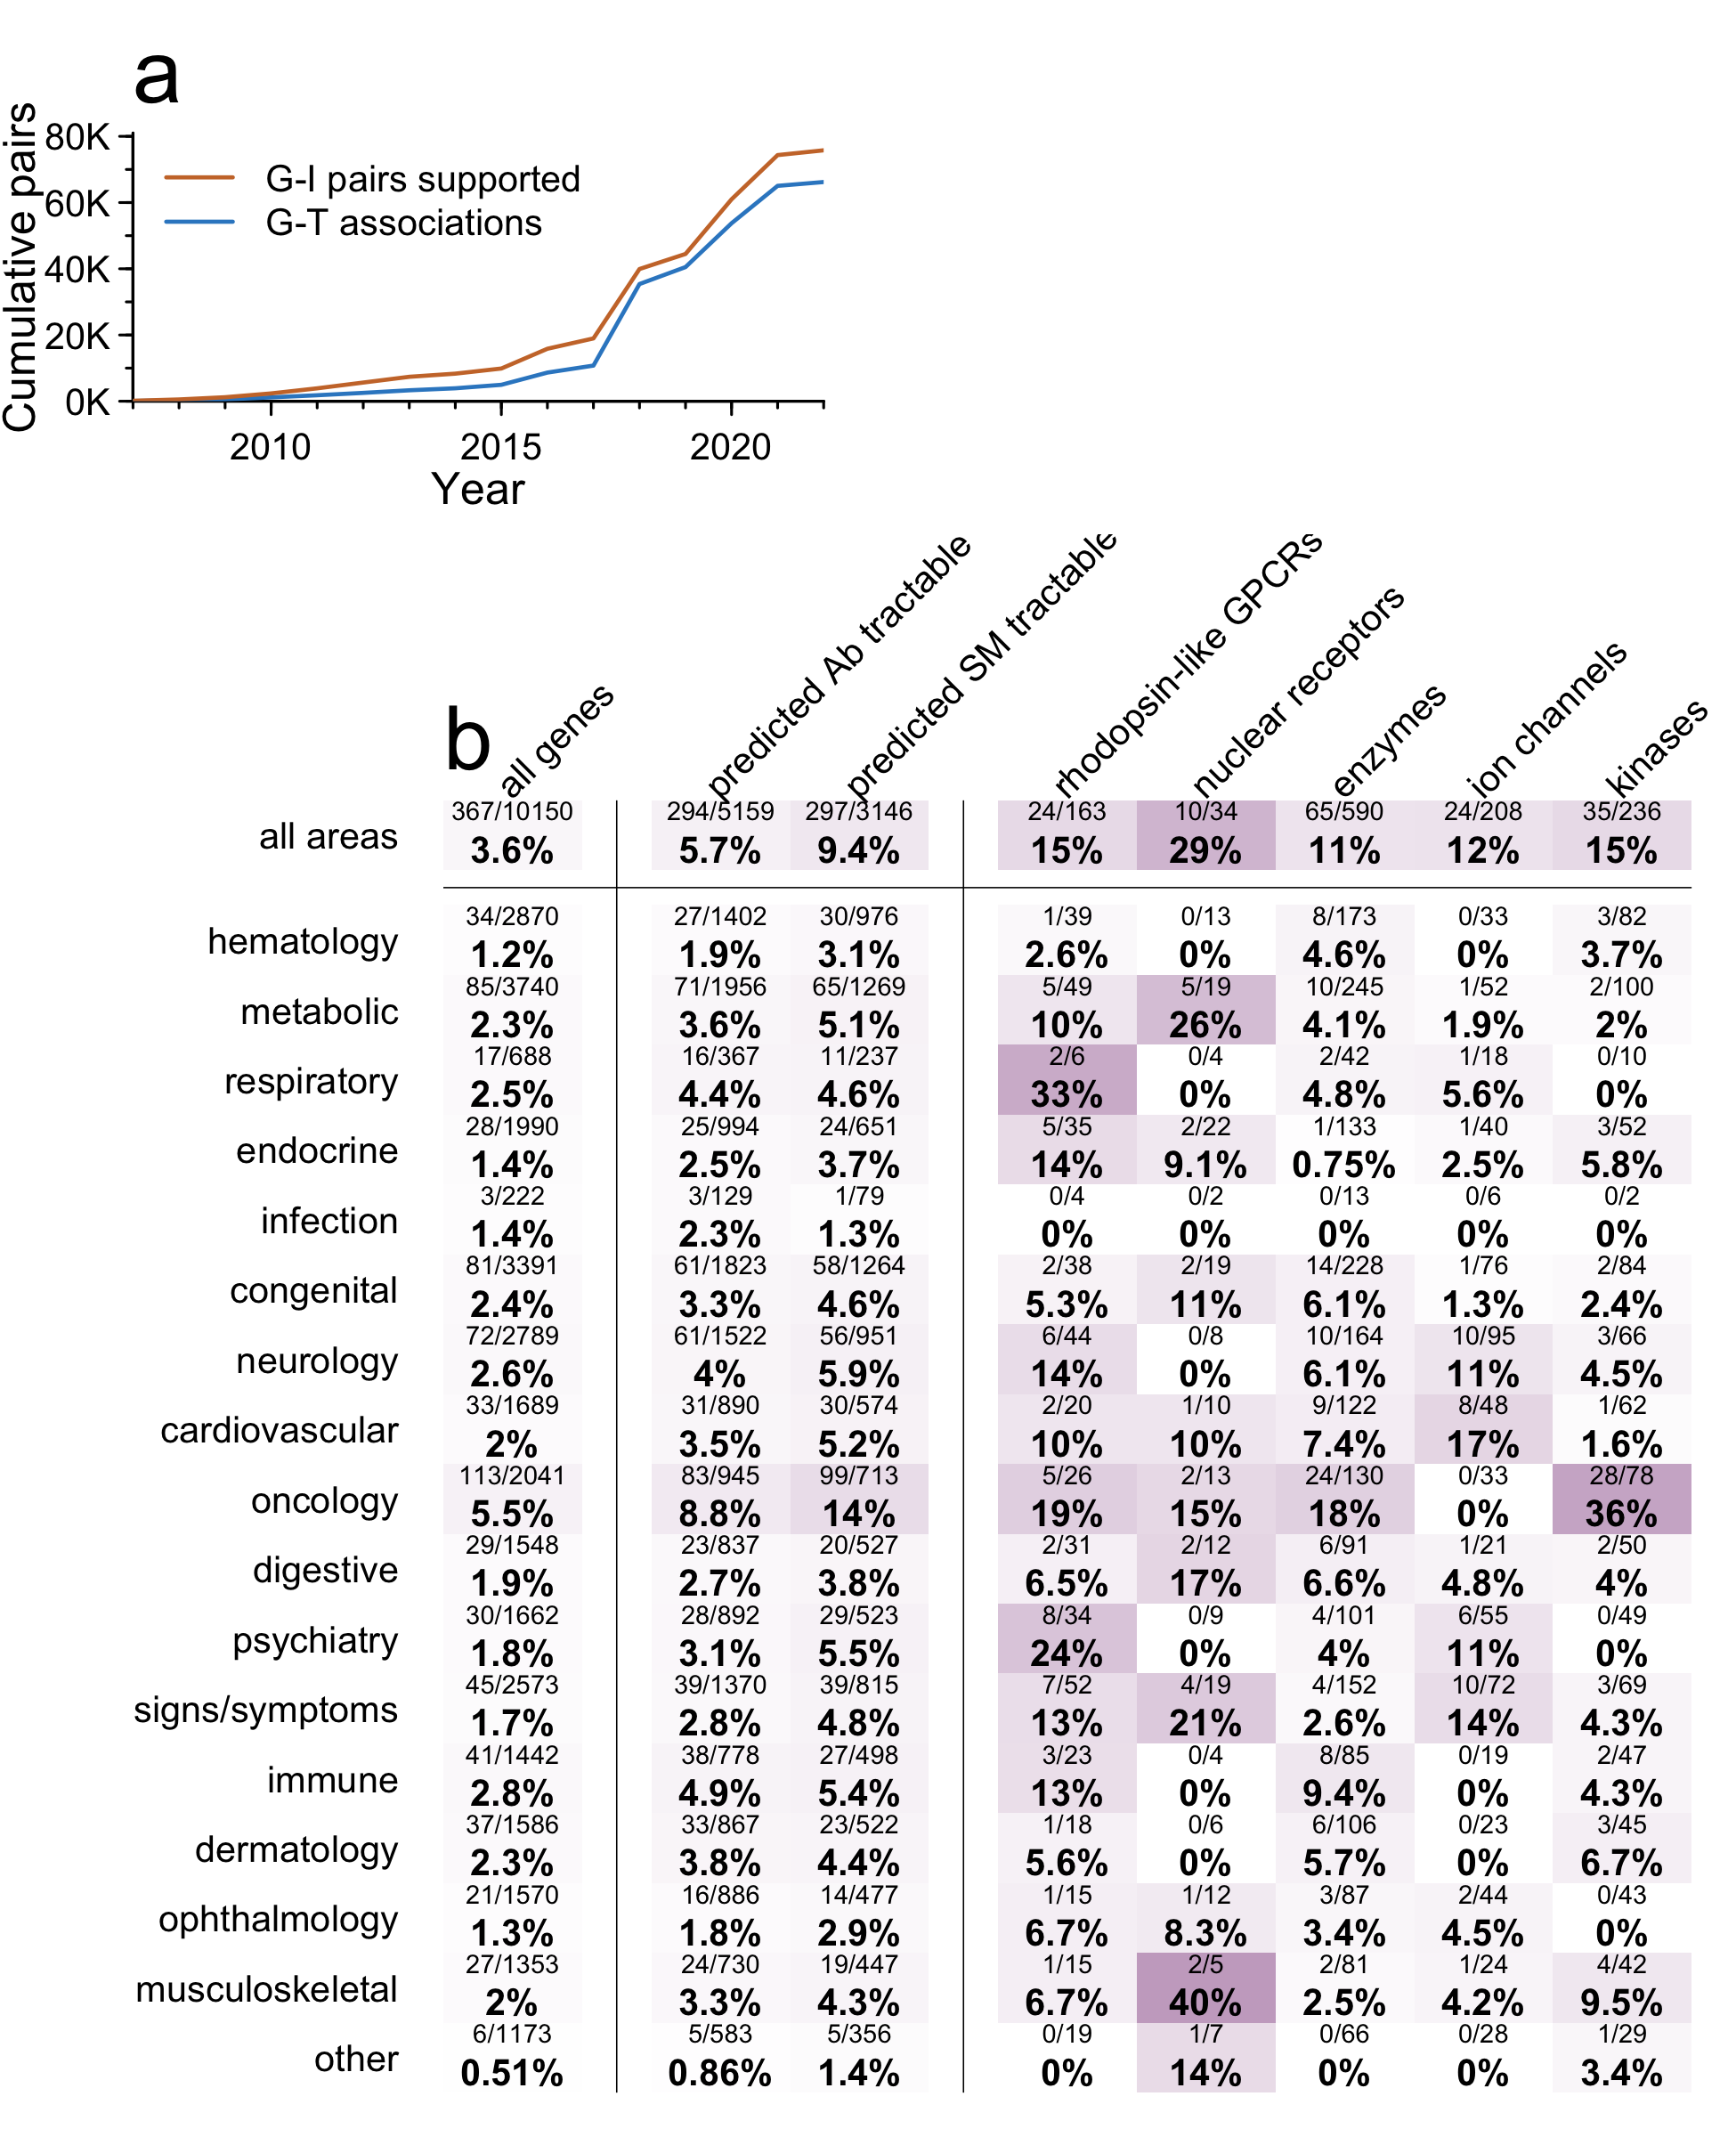 a
Cumulative pairs
80K
60K
40K
20K
0K
G-I pairs supported
G-T associations
2010 2015 2020
Year
b
all genes
predicted Ab tractable
predicted SM tractable
rhodopsin-like GPCRs
nuclear receptors
enzymes
ion channels
kinases
367/10150 294/5159 297/3146 24/163 10/34 65/590 24/208 35/236
all areas 3.6% 5.7% 9.4% 15% 29% 11% 12% 15%
34/2870 27/1402 30/976 1/39 0/13 8/173 0/33 3/82
hematology 1.2% 1.9% 3.1% 2.6% 0% 4.6% 0% 3.7%
85/3740 71/1956 65/1269 5/49 5/19 10/245 1/52 2/100
metabolic 2.3% 3.6% 5.1% 10% 26% 4.1% 1.9% 2%
17/688 16/367 11/237 2/6 0/4 2/42 1/18 0/10
respiratory 2.5% 4.4% 4.6% 33% 0% 4.8% 5.6% 0%
28/1990 25/994 24/651 5/35 2/22 1/133 1/40 3/52
endocrine 1.4% 2.5% 3.7% 14% 9.1% 0.75% 2.5% 5.8%
3/222 3/129 1/79 0/4 0/2 0/13 0/6 0/2
infection 1.4% 2.3% 1.3% 0% 0% 0% 0% 0%
81/3391 61/1823 58/1264 2/38 2/19 14/228 1/76 2/84
congenital 2.4% 3.3% 4.6% 5.3% 11% 6.1% 1.3% 2.4%
72/2789 61/1522 56/951 6/44 0/8 10/164 10/95 3/66
neurology 2.6% 4% 5.9% 14% 0% 6.1% 11% 4.5%
33/1689 31/890 30/574 2/20 1/10 9/122 8/48 1/62
cardiovascular 2% 3.5% 5.2% 10% 10% 7.4% 17% 1.6%
113/2041 83/945 99/713 5/26 2/13 24/130 0/33 28/78
oncology 5.5% 8.8% 14% 19% 15% 18% 0% 36%
29/1548 23/837 20/527 2/31 2/12 6/91 1/21 2/50
digestive 1.9% 2.7% 3.8% 6.5% 17% 6.6% 4.8% 4%
30/1662 28/892 29/523 8/34 0/9 4/101 6/55 0/49
psychiatry 1.8% 3.1% 5.5% 24% 0% 4% 11% 0%
45/2573 39/1370 39/815 7/52 4/19 4/152 10/72 3/69
signs/symptoms 1.7% 2.8% 4.8% 13% 21% 2.6% 14% 4.3%
41/1442 38/778 27/498 3/23 0/4 8/85 0/19 2/47
immune 2.8% 4.9% 5.4% 13% 0% 9.4% 0% 4.3%
37/1586 33/867 23/522 1/18 0/6 6/106 0/23 3/45
dermatology 2.3% 3.8% 4.4% 5.6% 0% 5.7% 0% 6.7%
21/1570 16/886 14/477 1/15 1/12 3/87 2/44 0/43
ophthalmology 1.3% 1.8% 2.9% 6.7% 8.3% 3.4% 4.5% 0%
27/1353 24/730 19/447 1/15 2/5 2/81 1/24 4/42
musculoskeletal 2% 3.3% 4.3% 6.7% 40% 2.5% 4.2% 9.5%
6/1173 5/583 5/356 0/19 1/7 0/66 0/28 1/29
other 0.51% 0.86% 1.4% 0% 14% 0% 0% 3.4%